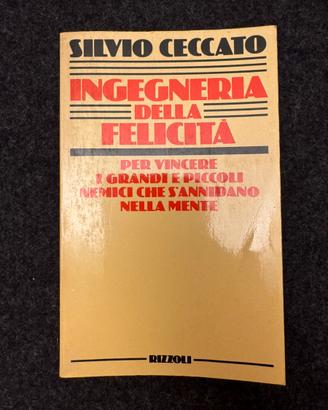 SILVIO CECCATO
INGEGNERIA
DELLA
FELICITÀ
PER VINCERE
I GRANDI E PICCOLI
NEMICI CHE S'ANNIDANO
NELLA MENTE
RIZZOLI